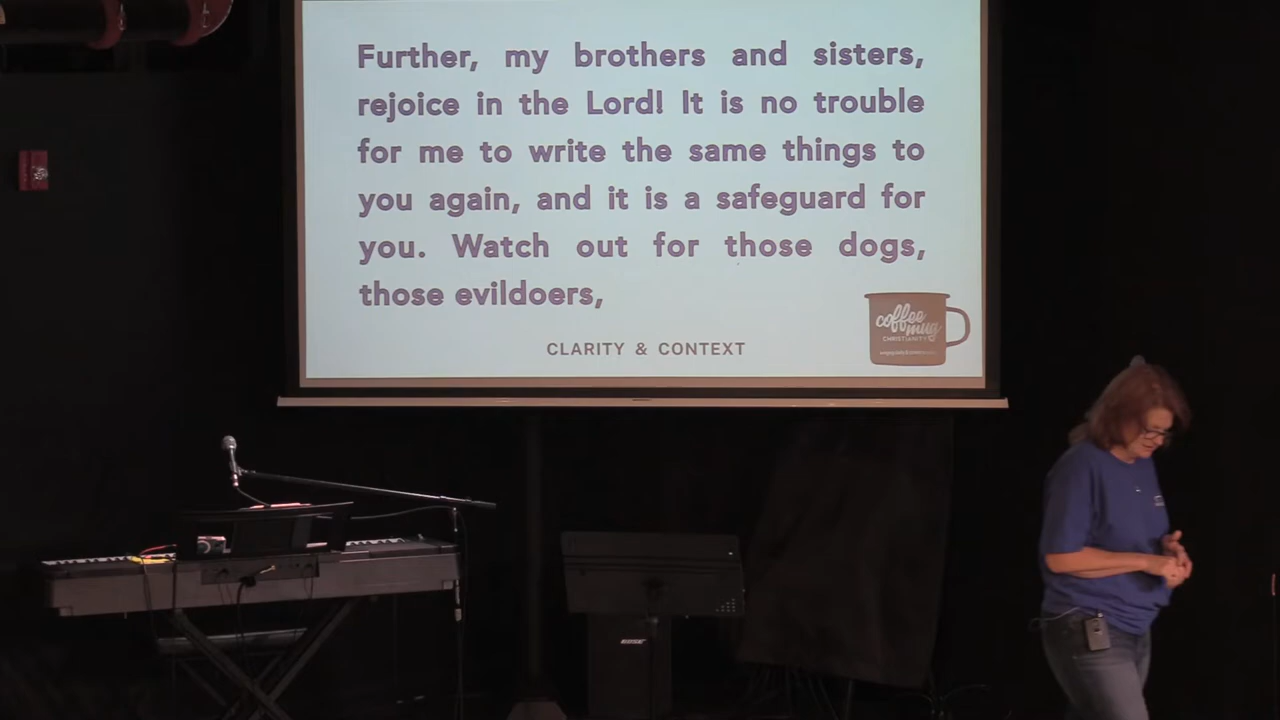 Further, my brothers and sisters,
rejoice in the Lord! It is no trouble
for me to write the same things to
you again, and it is a safeguard for
you. Watch out for those dogs,
those evildoers,
CLARITY & CONTEXT
coffee
mug
CHRISTIANITY
BOSE